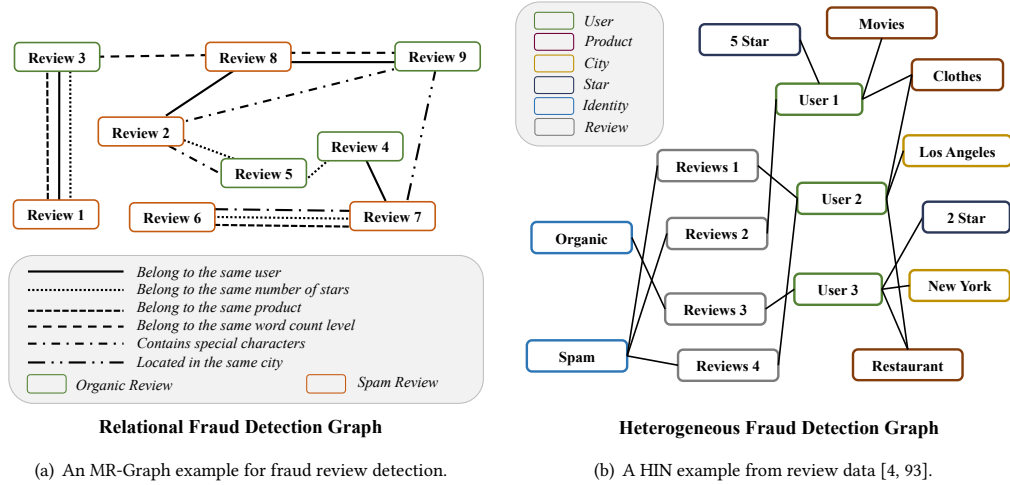 Review 3
Review 8
Review 9
Review 2
Review 4
Review 5
Review 1
Review 6
Review 7
Belong to the same user
Belong to the same number of stars
Belong to the same product
Belong to the same word count level
Contains special characters
Located in the same city
Organic Review
Spam Review
Relational Fraud Detection Graph
(a) An MR-Graph example for fraud review detection.
User
Product
City
Star
Identity
Review
5 Star
Movies
User 1
Clothes
Reviews 1
Los Angeles
User 2
Reviews 2
2 Star
Organic
User 3
New York
Reviews 3
Spam
Reviews 4
Restaurant
Heterogeneous Fraud Detection Graph
(b) A HIN example from review data [4, 93].